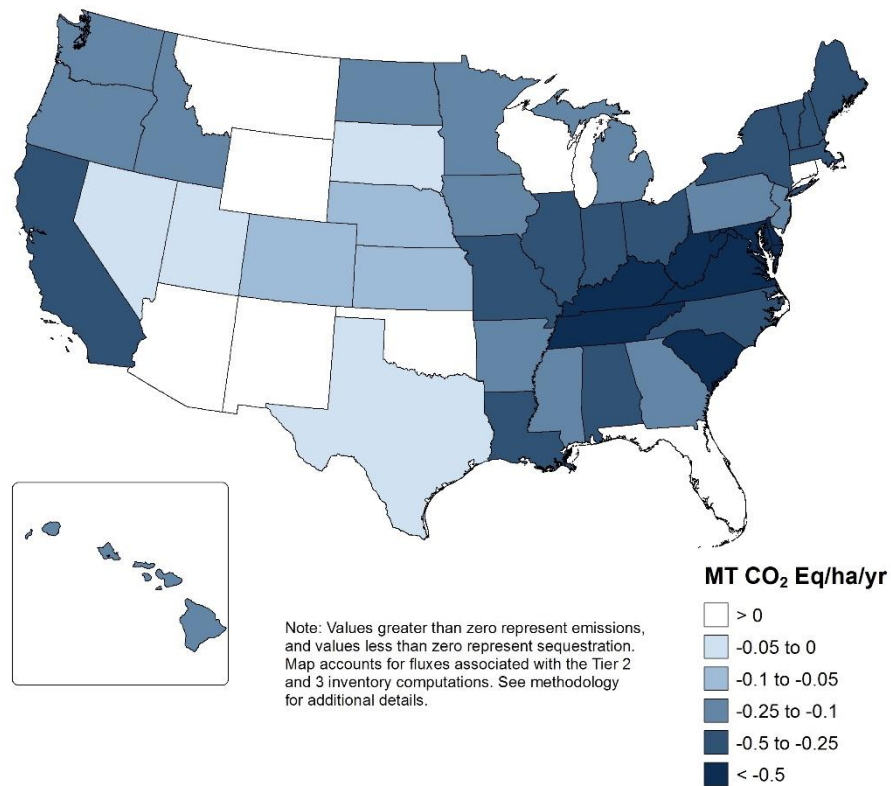 Note: Values greater than zero represent emissions,
and values less than zero represent sequestration.
Map accounts for fluxes associated with the Tier 2
and 3 inventory computations. See methodology
for additional details.
MT CO₂ Eq/ha/yr
> 0
-0.05 to 0
-0.1 to -0.05
-0.25 to -0.1
-0.5 to -0.25
< -0.5